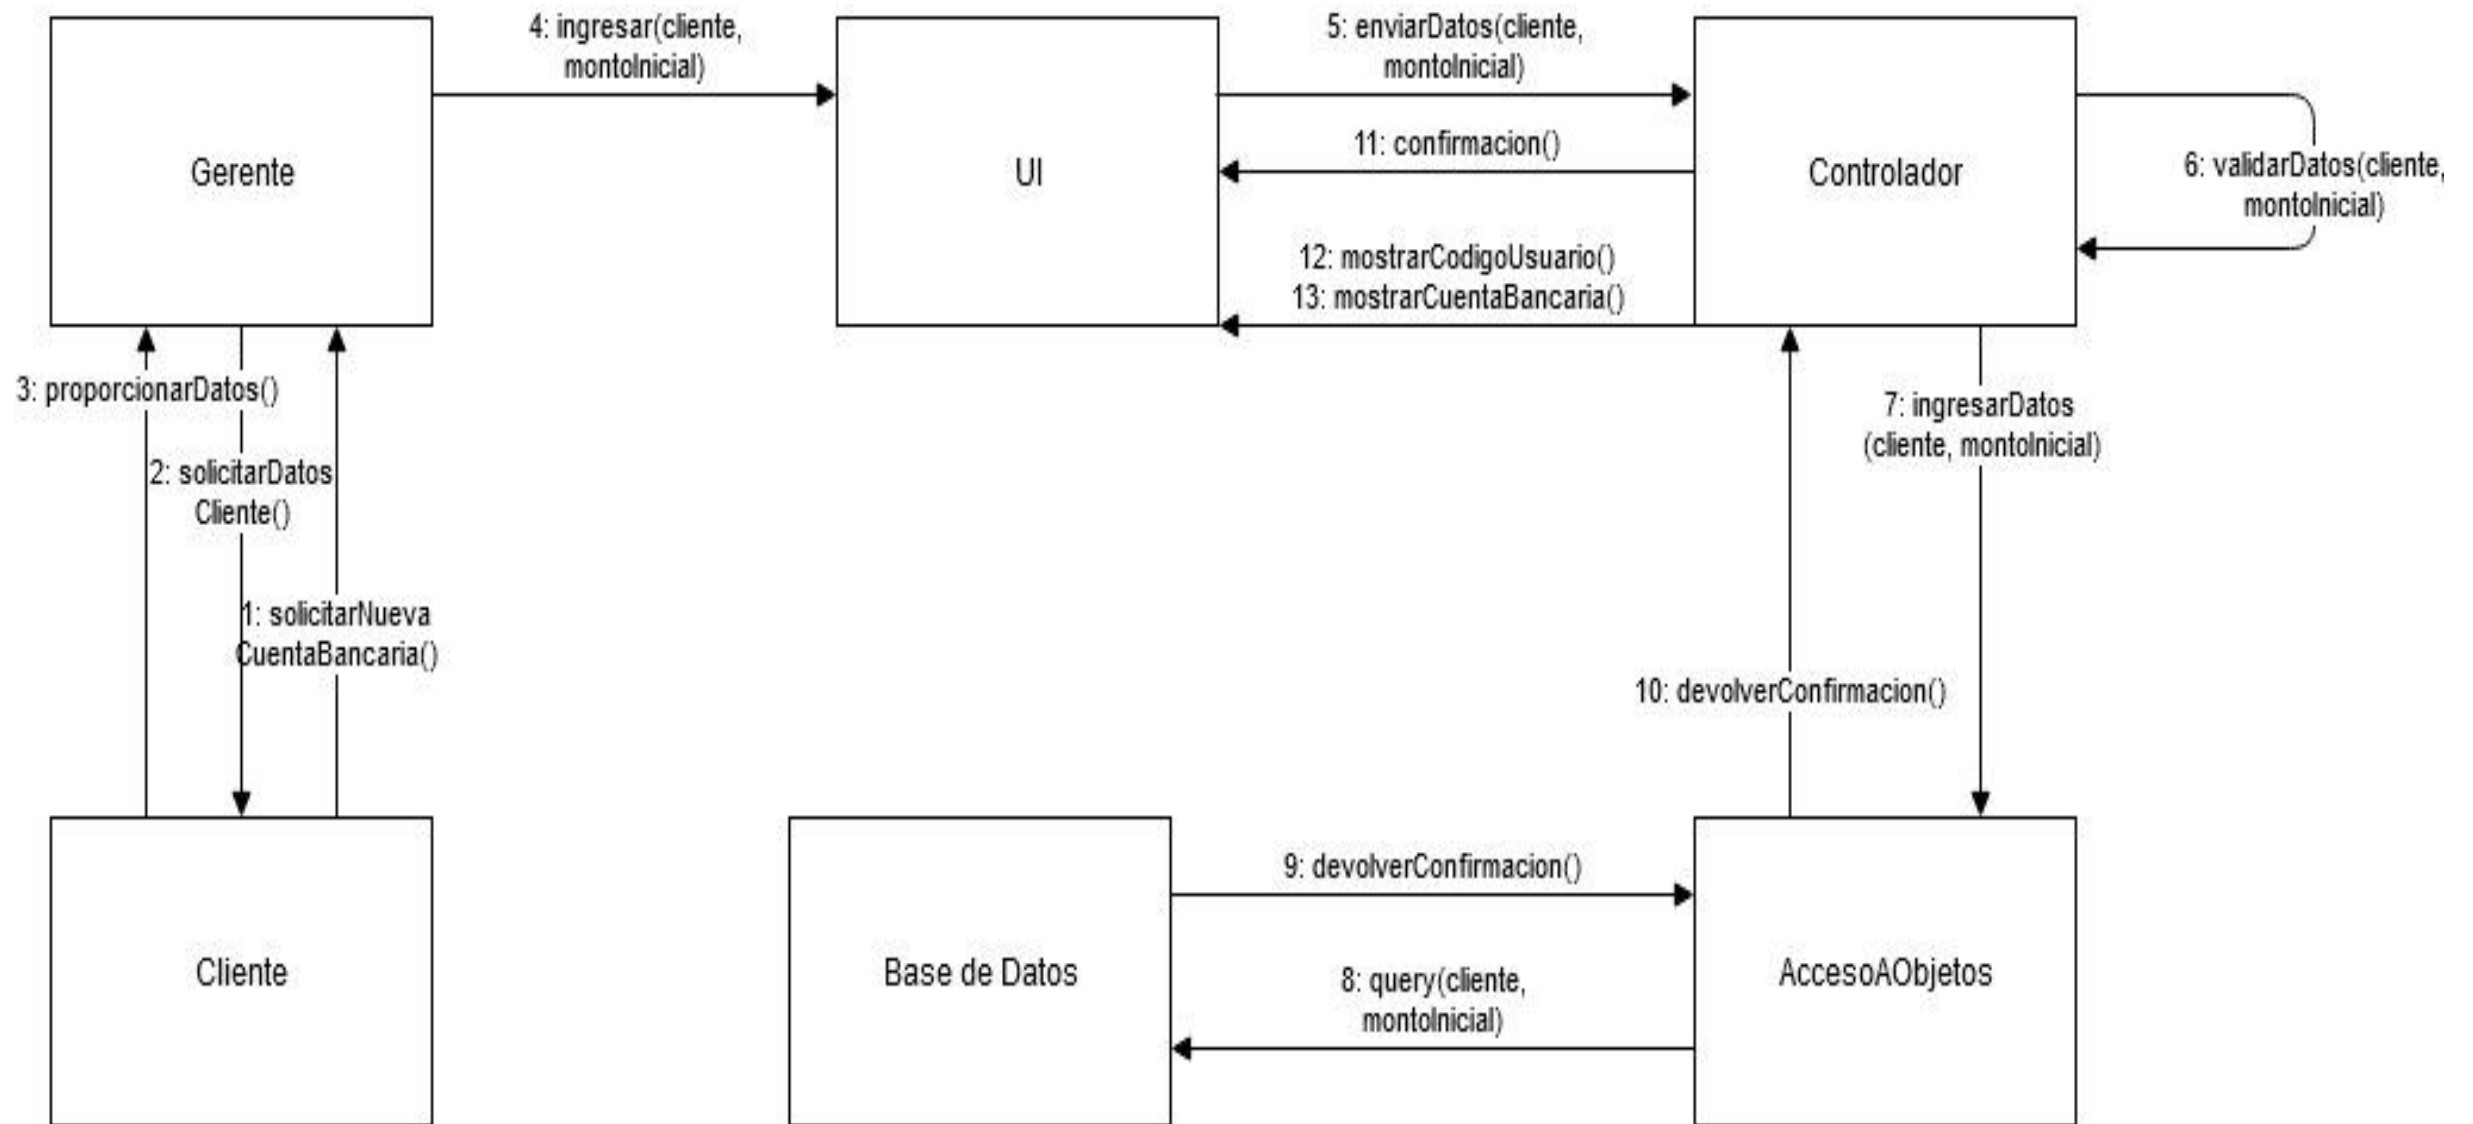 4: ingresar(cliente,
montoInicial)
5: enviarDatos(cliente,
montoInicial)
Gerente
UI
11: confirmacion()
Controlador
6: validarDatos(cliente,
montoInicial)
12: mostrarCodigoUsuario()
13: mostrarCuentaBancaria()
3: proporcionarDatos()
7: ingresarDatos
(cliente, montoInicial)
2: solicitarDatos
Cliente()
1: solicitarNueva
CuentaBancaria()
10: devolverConfirmacion()
9: devolverConfirmacion()
Cliente
Base de Datos
8: query(cliente,
montoInicial)
AccesoAObjetos